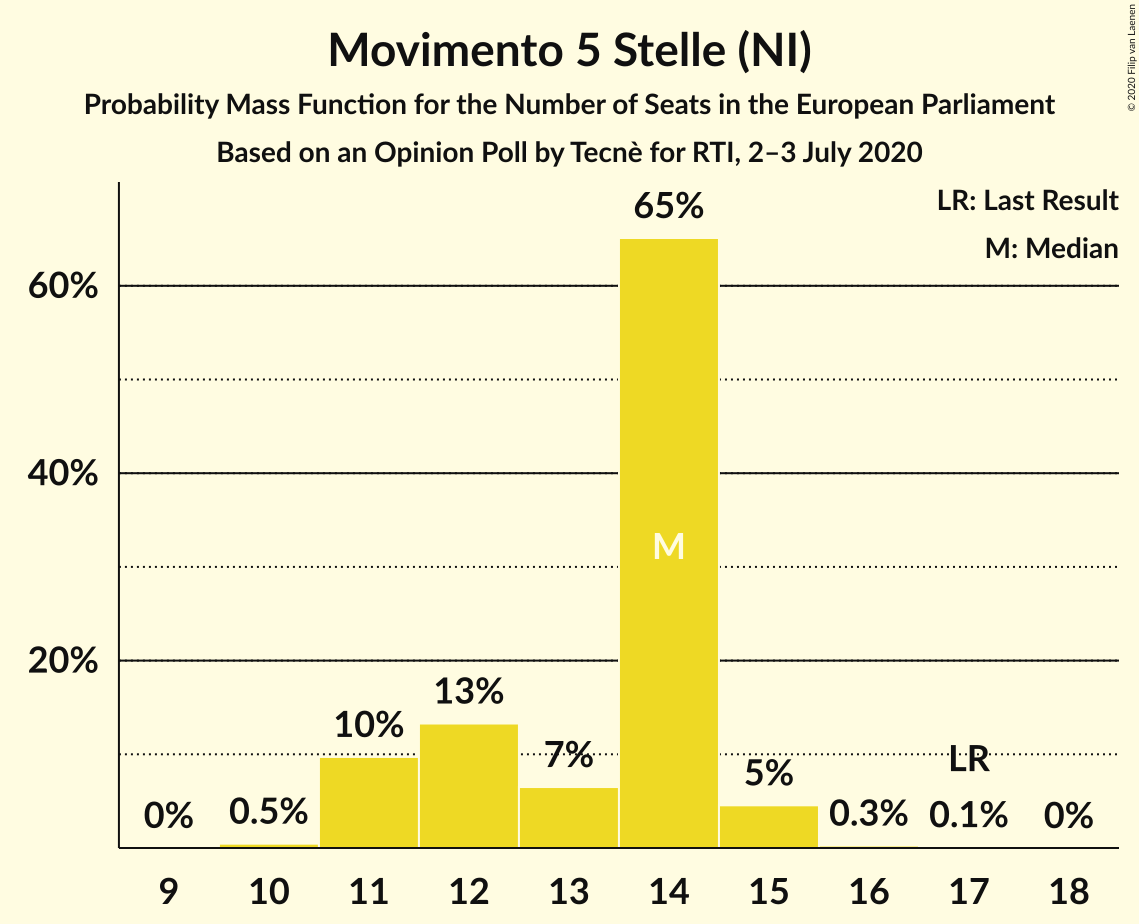 Movimento 5 Stelle (NI)
Probability Mass Function for the Number of Seats in the European Parliament
Based on an Opinion Poll by Tecnè for RTI, 2–3 July 2020
© 2020 Filip van Laenen
LR: Last Result
M: Median
60%
40%
20%
0%
0.5%
10%
13%
7%
65%
M
5%
0.3%
LR
0.1%
0%
9 10 11 12 13 14 15 16 17 18